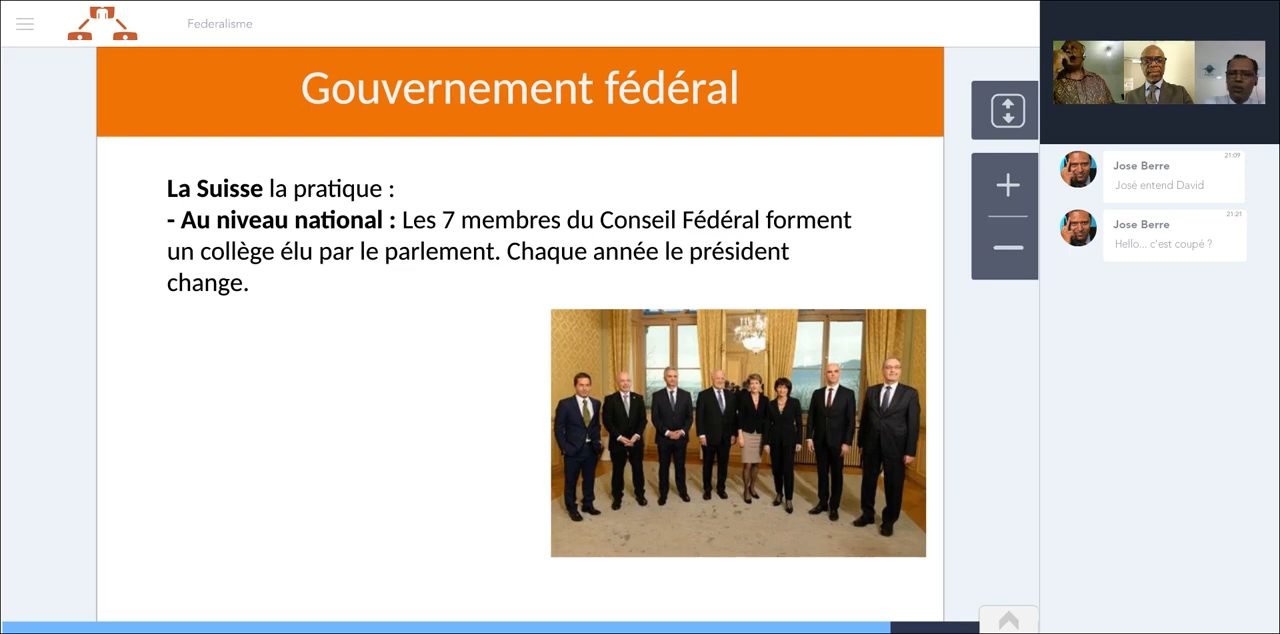 Federalisme
Gouvernement fédéral
La Suisse la pratique :
- Au niveau national : Les 7 membres du Conseil Fédéral forment
un collège élu par le parlement. Chaque année le président
change.
21:09
Jose Berre
José entend David
21:21
Jose Berre
Hello... c'est coupé ?